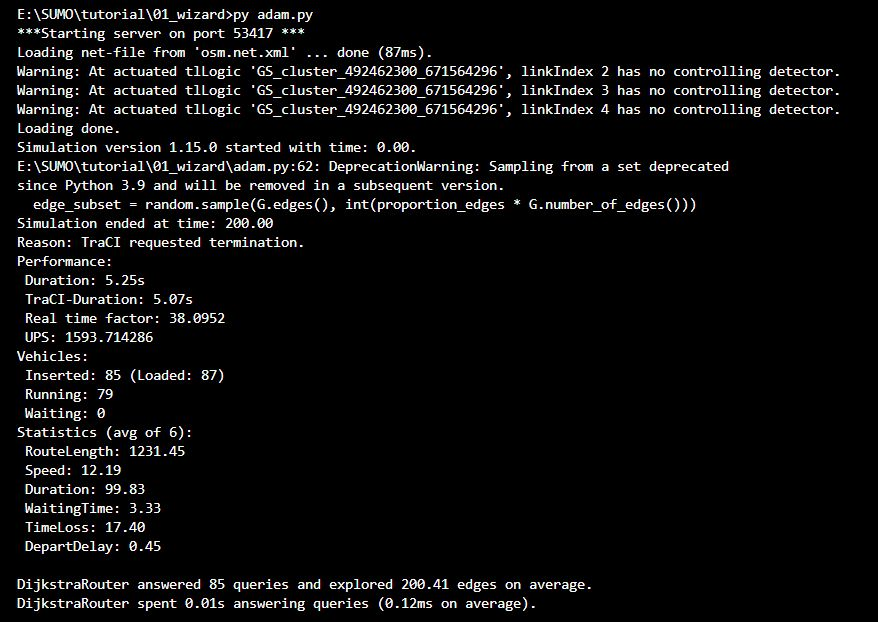 E:\SUMO\tutorial\01_wizard>py adam.py
***Starting server on port 53417 ***
Loading net-file from 'osm.net.xml' ... done (87ms).
Warning: At actuated tlLogic 'GS_cluster_492462300_671564296', linkIndex 2 has no controlling detector.
Warning: At actuated tlLogic 'GS_cluster_492462300_671564296', linkIndex 3 has no controlling detector.
Warning: At actuated tlLogic 'GS_cluster_492462300_671564296', linkIndex 4 has no controlling detector.
Loading done.
Simulation version 1.15.0 started with time: 0.00.
E:\SUMO\tutorial\01_wizard\adam.py:62: DeprecationWarning: Sampling from a set deprecated
since Python 3.9 and will be removed in a subsequent version.
  edge_subset = random.sample(G.edges(), int(proportion_edges * G.number_of_edges()))
Simulation ended at time: 200.00
Reason: TraCI requested termination.
Performance:
 Duration: 5.25s
 TraCI-Duration: 5.07s
 Real time factor: 38.0952
 UPS: 1593.714286
Vehicles:
 Inserted: 85 (Loaded: 87)
 Running: 79
 Waiting: 0
Statistics (avg of 6):
 RouteLength: 1231.45
 Speed: 12.19
 Duration: 99.83
 WaitingTime: 3.33
 TimeLoss: 17.40
 DepartDelay: 0.45

DijkstraRouter answered 85 queries and explored 200.41 edges on average.
DijkstraRouter spent 0.01s answering queries (0.12ms on average).